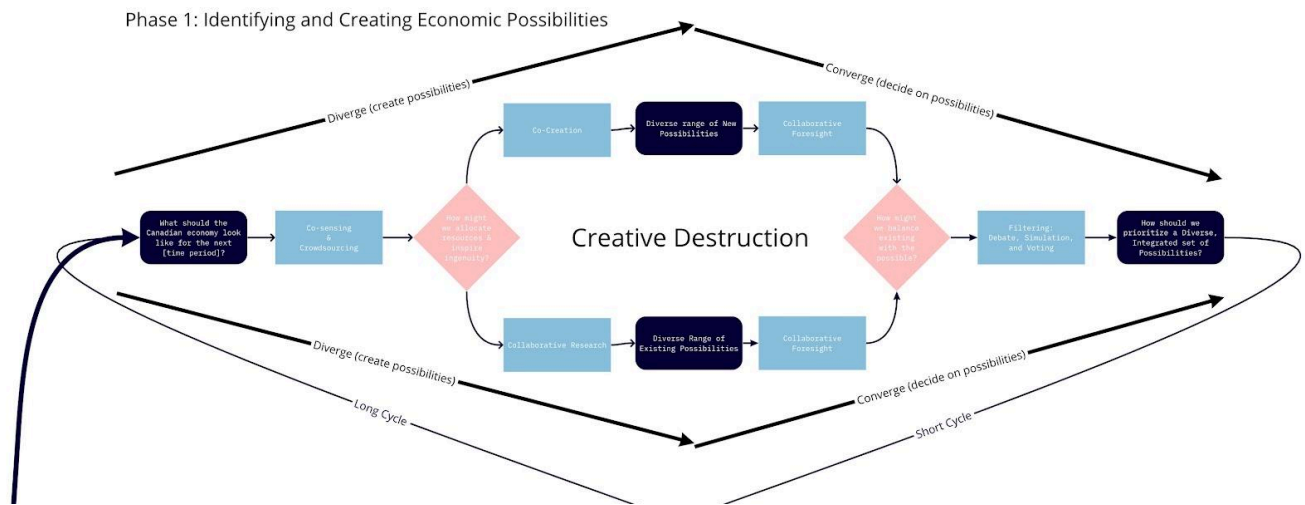 Phase 1: Identifying and Creating Economic Possibilities
Diverge (create possibilities)
Converge (decide on possibilities)
Co-Creation
Diverse range of New
Possibilities
Collaborative
Foresight
What should the
Canadian economy look
like for the next
[time period]?
Co-sensing
&
Crowdsourcing
How might
we allocate
resources &
inspire
ingenuity?
Creative Destruction
How might
we balance
existing
with the
possible?
Filtering:
Debate, Simulation,
and Voting
How should we
prioritize a Diverse,
Integrated set of
Possibilities?
Collaborative Research
Diverse Range of
Existing Possibilities
Collaborative
Foresight
Diverge (create possibilities)
Converge (decide on possibilities)
Long Cycle
Short Cycle